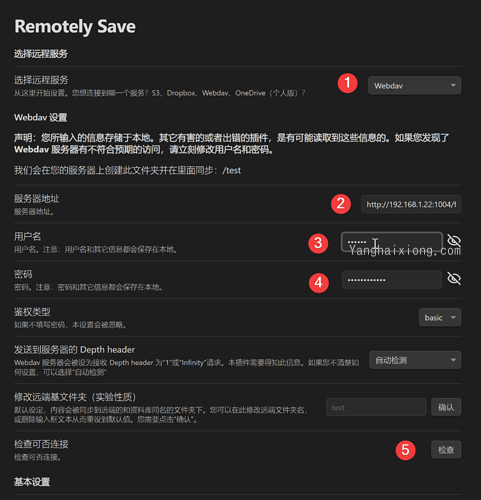 Remotely Save
选择远程服务
选择远程服务
从这里开始设置。您想连接到哪一个服务？S3、Dropbox、Webdav、OneDrive（个人版）？
1
Webdav
Webdav 设置
声明：您所输入的信息存储于本地。其它有害的或者出错的插件，是有可能读取到这些信息的。如果您发现了
Webdav 服务器有不符合预期的访问，请立刻修改用户名和密码。
我们会在您的服务器上创建此文件夹并在里面同步：/test
服务器地址
服务器地址。
2
http://192.168.1.22:1004/f
用户名
用户名。注意：用户名和其它信息都会保存在本地。
3
••••••
Yanghaixiong.com
密码
密码。注意：密码和其它信息都会保存在本地。
4
••••••••••••
鉴权类型
如果不填写密码，本设置会被忽略。
basic
发送到服务器的 Depth header
Webdav 服务器会被设为接收 Depth header 为“1”或“Infinity”请求。本插件需要得知此信息。如果您不清楚如
何设置，可以选择“自动检测”
自动检测
修改远端基文件夹（实验性质）
默认设定，内容会被同步到远端的和资料库同名的文件夹下。您可以在此修改远端文件夹名，
或删除输入框文本从而重设到默认值。您需要点击“确认”。
test
确认
检查可否连接
检查可否连接。
5
检查
基本设置